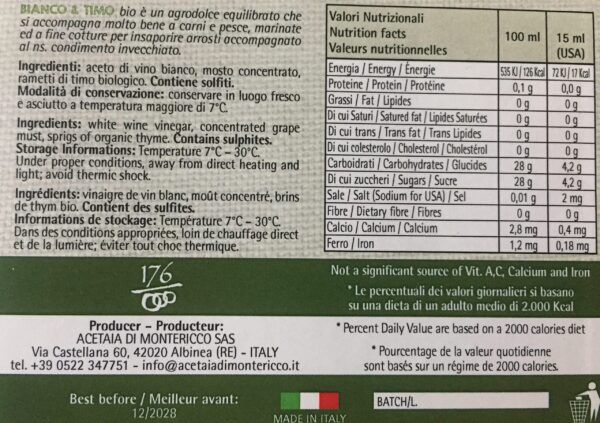 BIANCO & TIMO bio è un agrodolce equilibrato che
si accompagna molto bene a carni e pesce, marinate
ed a fine cotture per insaporire arrosti accompagnato
al ns. condimento invecchiato.
Ingredienti: aceto di vino bianco, mosto concentrato,
rametti di timo biologico. Contiene solfiti.
Modalità di conservazione: conservare in luogo fresco
e asciutto a temperatura maggiore di 7°C.
Ingredients: white wine vinegar, concentrated grape
must, sprigs of organic thyme. Contains sulphites.
Storage Informations: Temperature 7°C – 30°C.
Under proper conditions, away from direct heating and
light; avoid thermic shock.
Ingrédients: vinaigre de vin blanc, moût concentré, brins
de thym bio. Contient des sulfites.
Informations de stockage: Température 7°C – 30°C.
Dans des conditions appropriées, loin de chauffage direct
et de la lumière; éviter tout choc thermique.
Valori Nutrizionali
Nutrition facts
Valeurs nutritionnelles
100 ml
15 ml
(USA)
Energia / Energy / Énergie 535 KJ / 126 Kcal 72 KJ / 17 Kcal
Proteine / Protein / Protéine 0,1 g 0,0 g
Grassi / Fat / Lipides 0 g 0 g
Di cui Saturi / Satured fat / Lipides Saturées 0 g 0 g
Di cui trans / Trans fat / Trans Lipides 0 g 0 g
Di cui colesterolo / Cholesterol / Cholestérol 0 g 0 g
Carboidrati / Carbohydrates / Glucides 28 g 4,2 g
Di cui zuccheri / Sugars / Sucre 28 g 4,2 g
Sale / Salt (Sodium for USA) / Sel 0,01 g 2 mg
Fibre / Dietary fibre / Fibres 0 g 0 g
Calcio / Calcium / Calcium 2,8 mg 0,4 mg
Ferro / Iron 1,2 mg 0,18 mg
176
Producer - Producteur:
ACETAIA DI MONTERICCO SAS
Via Castellana 60, 42020 Albinea (RE) - ITALY
tel. +39 0522 347751 - info@acetaiadimontericco.it
Best before / Meilleur avant:
12/2028
Not a significant source of Vit. A,C, Calcium and Iron
* Le percentuali dei valori giornalieri si basano
su una dieta di un adulto medio di 2.000 Kcal
* Percent Daily Value are based on a 2000 calories diet
* Pourcentage de la valeur quotidienne
sont basés sur un régime de 2000 calories.
MADE IN ITALY
BATCH/L.